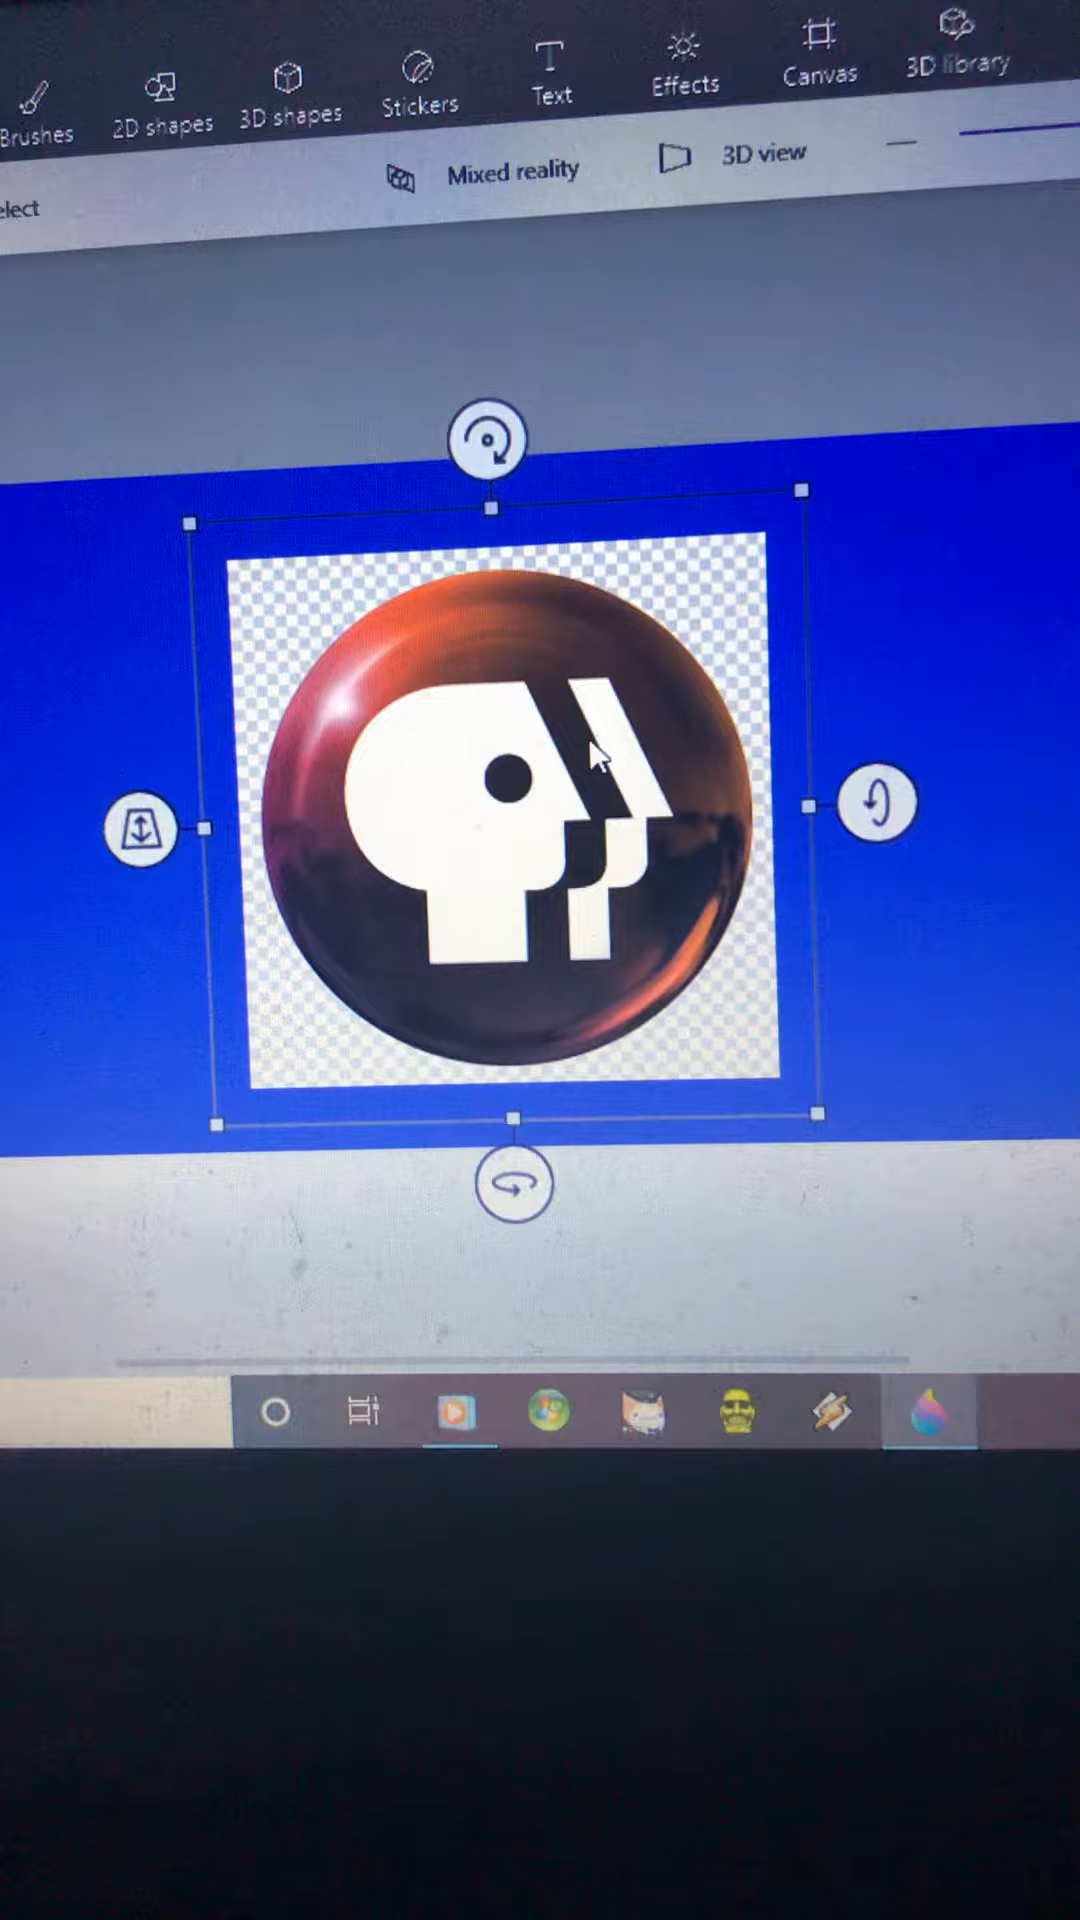 Brushes
2D shapes
3D shapes
Stickers
Text
Effects
Canvas
3D library
elect
Mixed reality
3D view